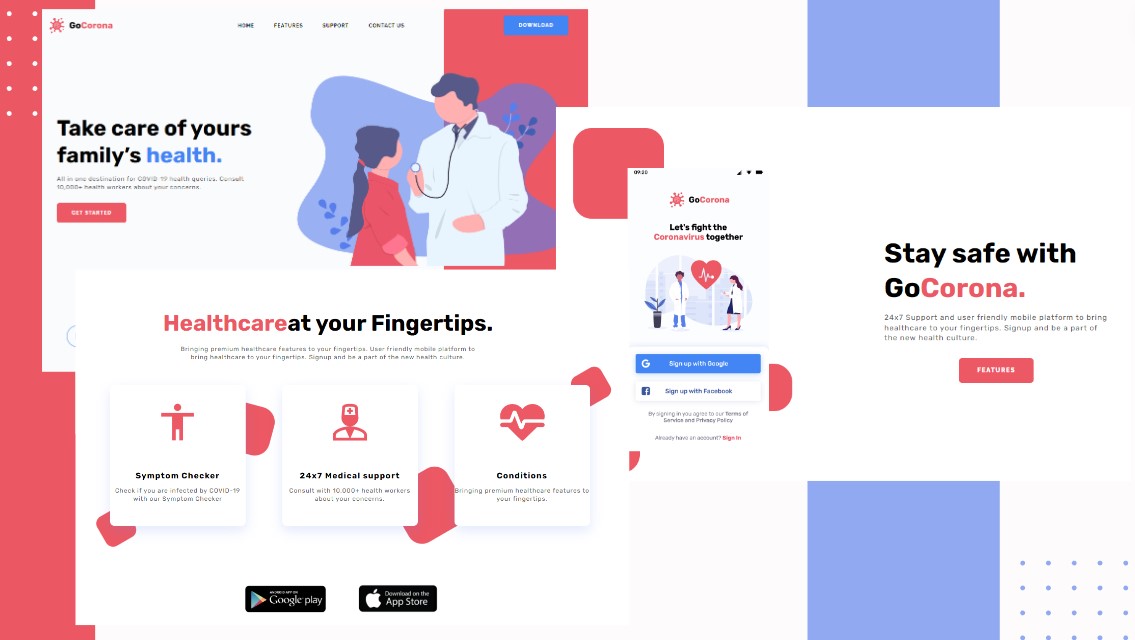 GoCorona
HOME FEATURES SUPPORT CONTACT US
DOWNLOAD
Take care of yours
family's health.
All in one destination for COVID-19 health queries. Consult
10,000+ health workers about your concerns.
GET STARTED
Healthcareat your Fingertips.
Bringing premium healthcare features to your fingertips. User friendly mobile platform to
bring healthcare to your fingertips. Signup and be a part of the new health culture.
Symptom Checker
Check if you are infected by COVID-19
with our Symptom Checker
24x7 Medical support
Consult with 10,000+ health workers
about your concerns.
Conditions
Bringing premium healthcare features to
your fingertips.
ANDROID APP ON
Google play
Download on the
App Store
09:20
GoCorona
Let's fight the
Coronavirus together
Sign up with Google
Sign up with Facebook
By signing in you agree to our Terms of
Service and Privacy Policy
Already have an account? Sign In
Stay safe with
GoCorona.
24x7 Support and user friendly mobile platform to bring
healthcare to your fingertips. Signup and be a part of
the new health culture.
FEATURES